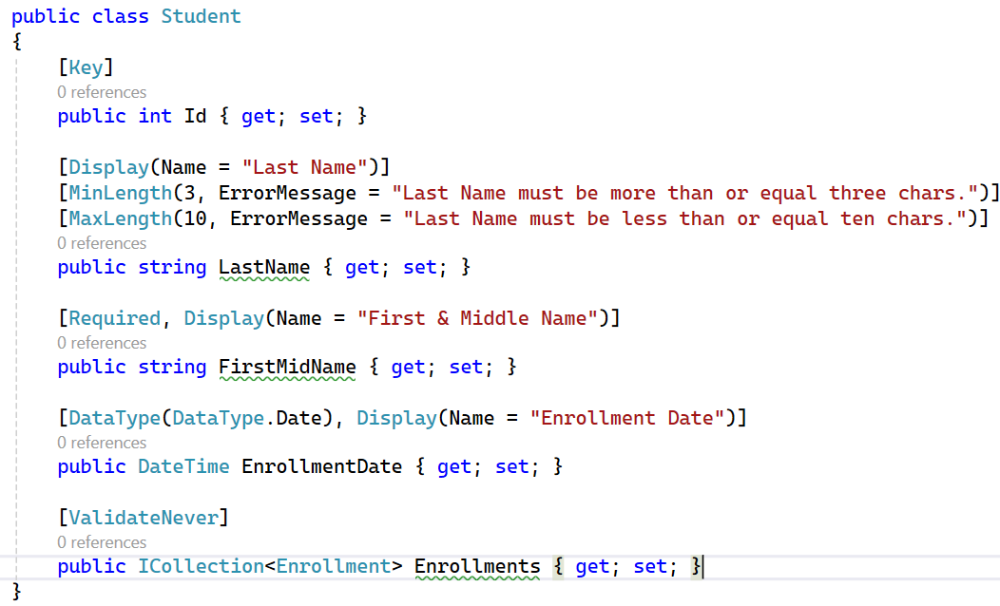 public class Student
{
[Key]
0 references
public int Id { get; set; }
[Display(Name = "Last Name")]
[MinLength(3, ErrorMessage = "Last Name must be more than or equal three chars.")]
[MaxLength(10, ErrorMessage = "Last Name must be less than or equal ten chars.")]
0 references
public string LastName { get; set; }
[Required, Display(Name = "First & Middle Name")]
0 references
public string FirstMidName { get; set; }
[DataType(DataType.Date), Display(Name = "Enrollment Date")]
0 references
public DateTime EnrollmentDate { get; set; }
[ValidateNever]
0 references
public ICollection<Enrollment> Enrollments { get; set; }
}